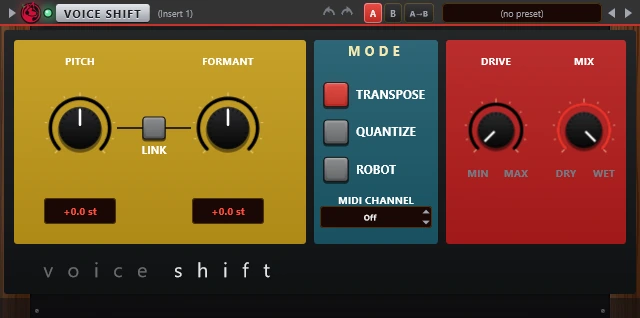 VOICE SHIFT (Insert 1) A B A→B (no preset)
PITCH FORMANT
LINK
+0.0 st +0.0 st
MODE
TRANSPOSE
QUANTIZE
ROBOT
MIDI CHANNEL
Off
DRIVE MIX
MIN MAX DRY WET
voice shift